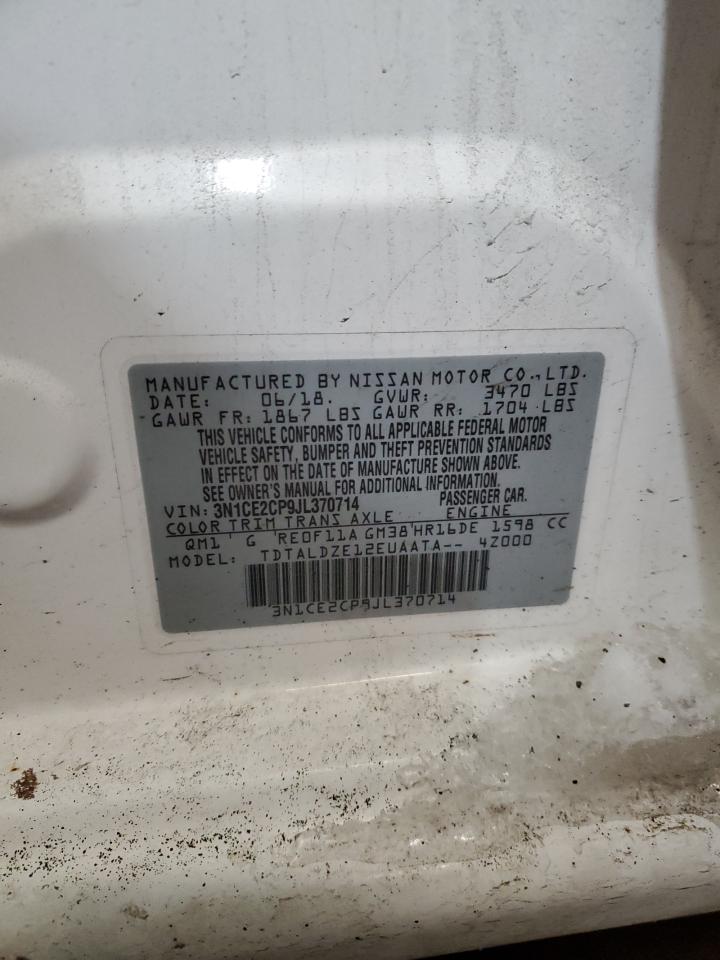 MANUFACTURED BY NISSAN MOTOR CO., LTD.
DATE: 06/18. GVWR: 3470 LBS
GAWR FR: 1867 LBS GAWR RR: 1704 LBS
THIS VEHICLE CONFORMS TO ALL APPLICABLE FEDERAL MOTOR
VEHICLE SAFETY, BUMPER AND THEFT PREVENTION STANDARDS
IN EFFECT ON THE DATE OF MANUFACTURE SHOWN ABOVE.
SEE OWNER'S MANUAL FOR ADDITIONAL INFORMATION.
VIN: 3N1CE2CP9JL370714 PASSENGER CAR.
COLOR TRIM TRANS AXLE ENGINE
QM1 G RE0F11A GM38 HR16DE 1598 CC
MODEL: TDTALDZE12EUAATA-- 4Z000
3N1CE2CP9JL370714